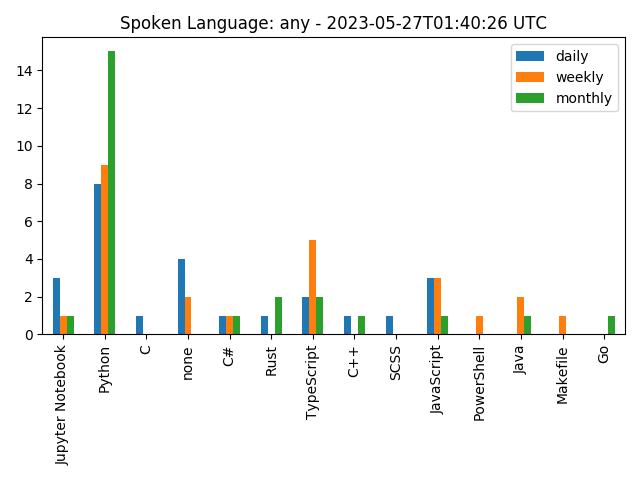 Spoken Language: any - 2023-05-27T01:40:26 UTC
daily
weekly
monthly
14
12
10
8
6
4
2
0
Jupyter Notebook
Python
C
none
C#
Rust
TypeScript
C++
SCSS
JavaScript
PowerShell
Java
Makefile
Go